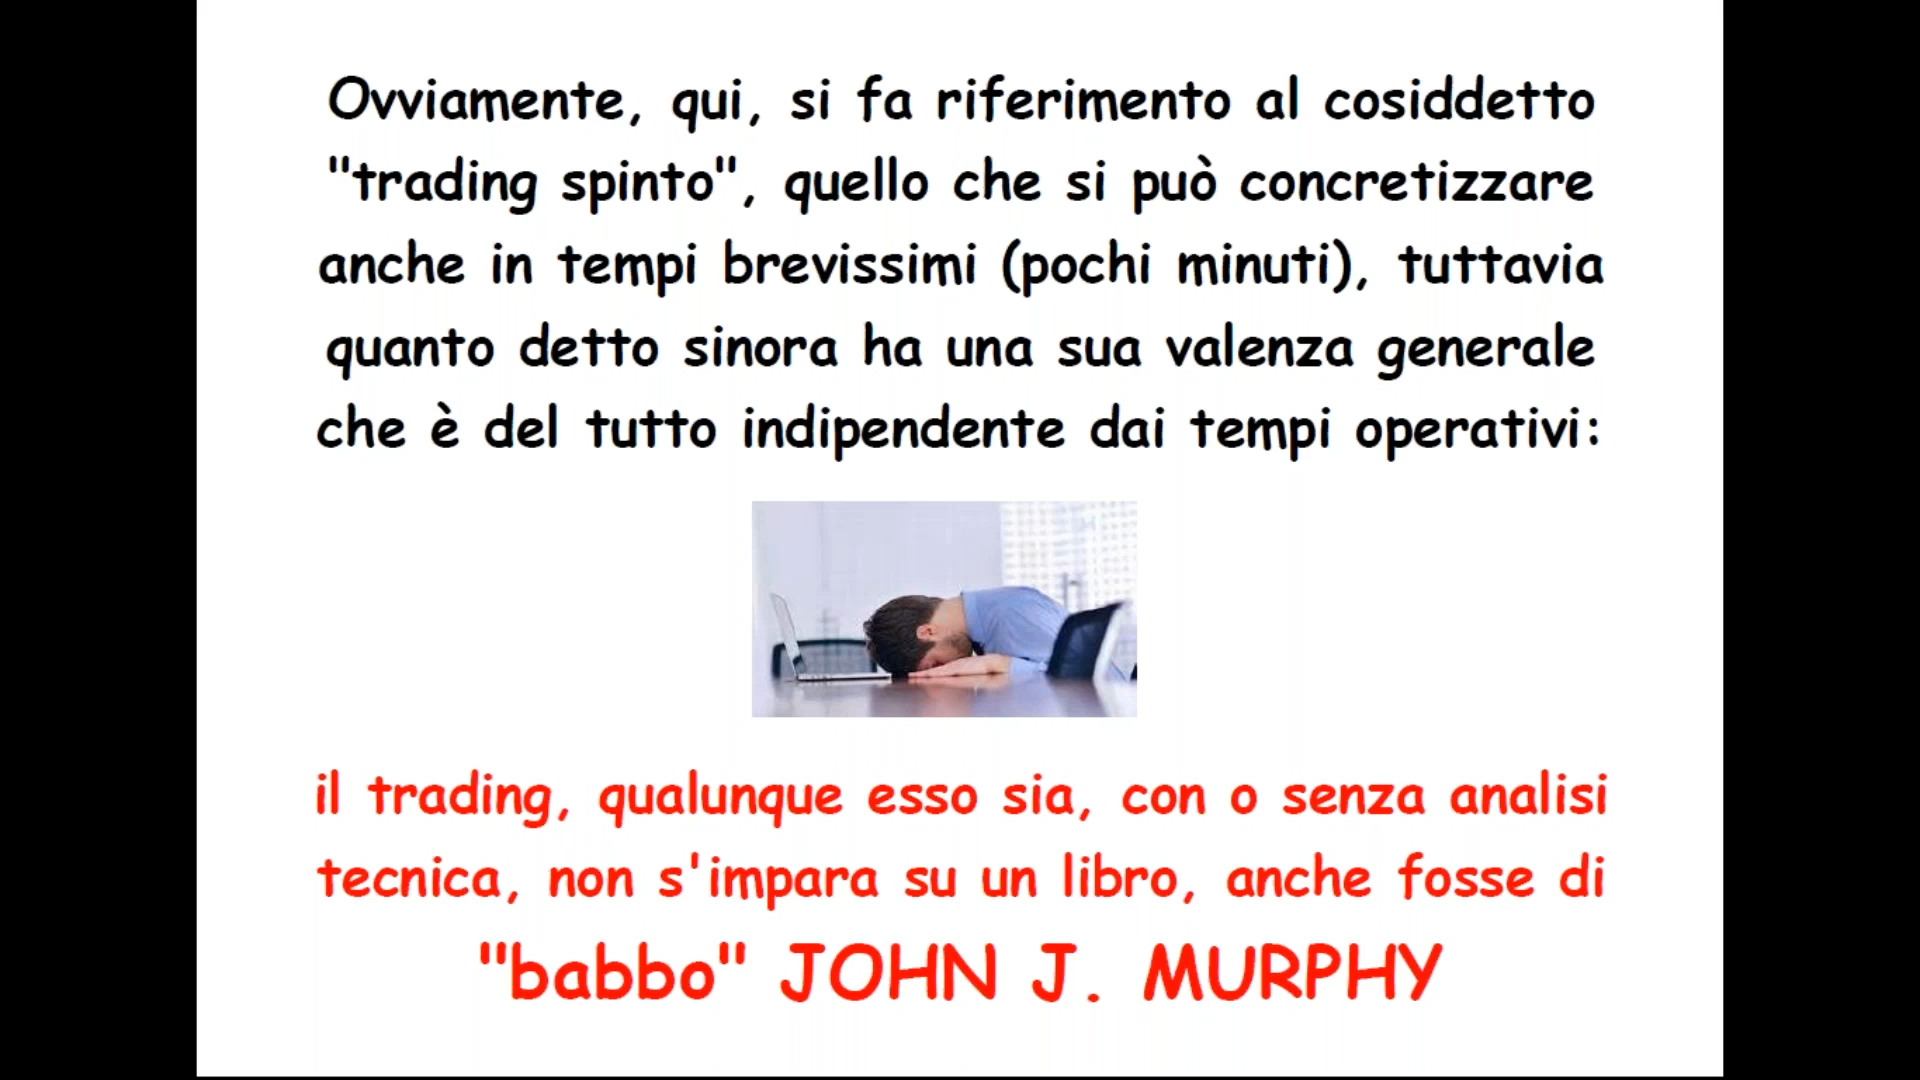 Ovviamente, qui, si fa riferimento al cosiddetto
"trading spinto", quello che si può concretizzare
anche in tempi brevissimi (pochi minuti), tuttavia
quanto detto sinora ha una sua valenza generale
che è del tutto indipendente dai tempi operativi:
il trading, qualunque esso sia, con o senza analisi
tecnica, non s'impara su un libro, anche fosse di
"babbo" JOHN J. MURPHY